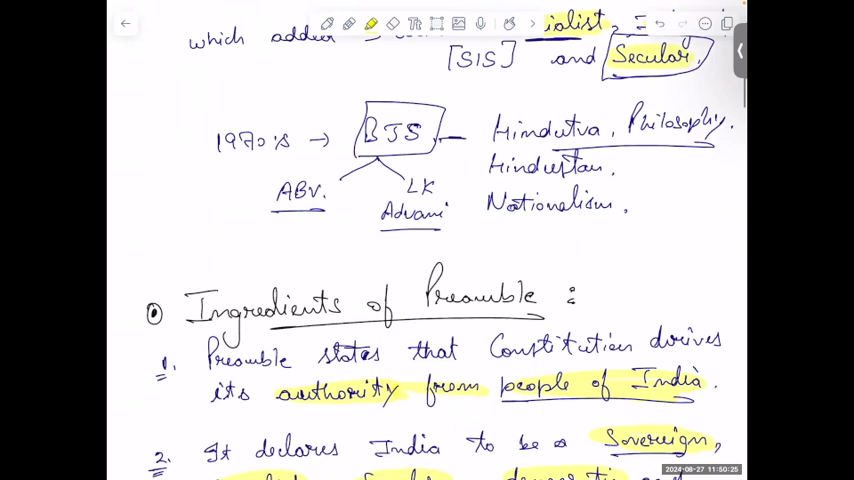 which added
ialist,
[SIS] and Secular.
1970's → BJS — Hindutva, Philosophy.
Hindustan.
ABV. LK Advani Nationalism.
Ingredients of Preamble :
1. Preamble states that Constitution derives
its authority from people of India.
2. It declares India to be a Sovereign,
2024-08-27 11:50:25